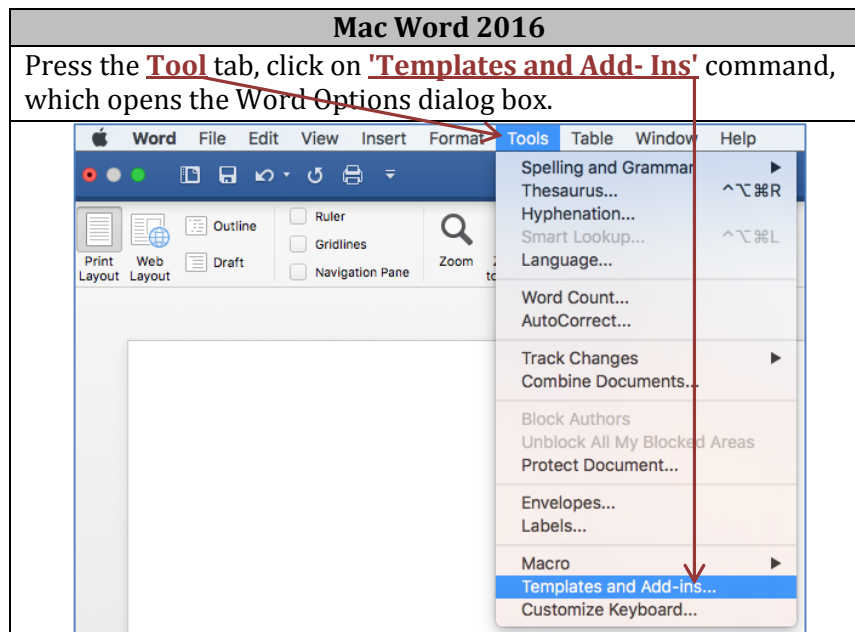 Mac Word 2016
Press the Tool tab, click on 'Templates and Add- Ins' command,
which opens the Word Options dialog box.
Word File Edit View Insert Format Tools Table Window Help
Spelling and Grammar
Thesaurus... ^⌥⌘R
Hyphenation...
Smart Lookup... ^⌥⌘L
Language...
Word Count...
AutoCorrect...
Track Changes
Combine Documents...
Block Authors
Unblock All My Blocked Areas
Protect Document...
Envelopes...
Labels...
Macro
Templates and Add-ins...
Customize Keyboard...
Print
Layout
Web
Layout
Outline
Draft
Ruler
Gridlines
Navigation Pane
Zoom